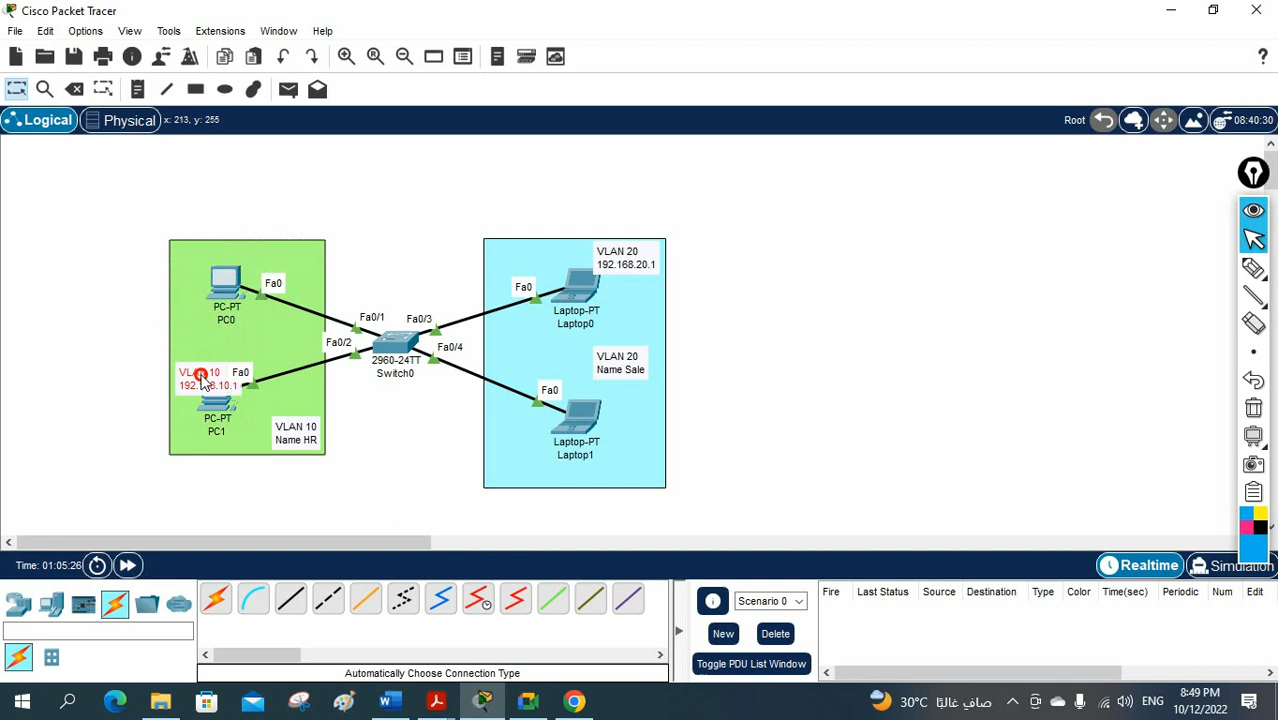 Cisco Packet Tracer
File Edit Options View Tools Extensions Window Help
Logical Physical x: 213, y: 255 Root 08:40:30
VLAN 20
192.168.20.1
Fa0
Fa0
PC-PT
PC0
Laptop-PT
Laptop0
Fa0/1
Fa0/3
Fa0/2
Fa0/4
2960-24TT
Switch0
VLAN 20
Name Sale
Fa0
Fa0
PC-PT
PC1
VLAN 10
Name HR
Laptop-PT
Laptop1
Time: 01:05:26 Realtime Simulation
Scenario 0
New Delete
Toggle PDU List Window
Fire Last Status Source Destination Type Color Time(sec) Periodic Num Edit
Automatically Choose Connection Type
30°C صافٍ غالبًا ENG 8:49 PM
10/12/2022